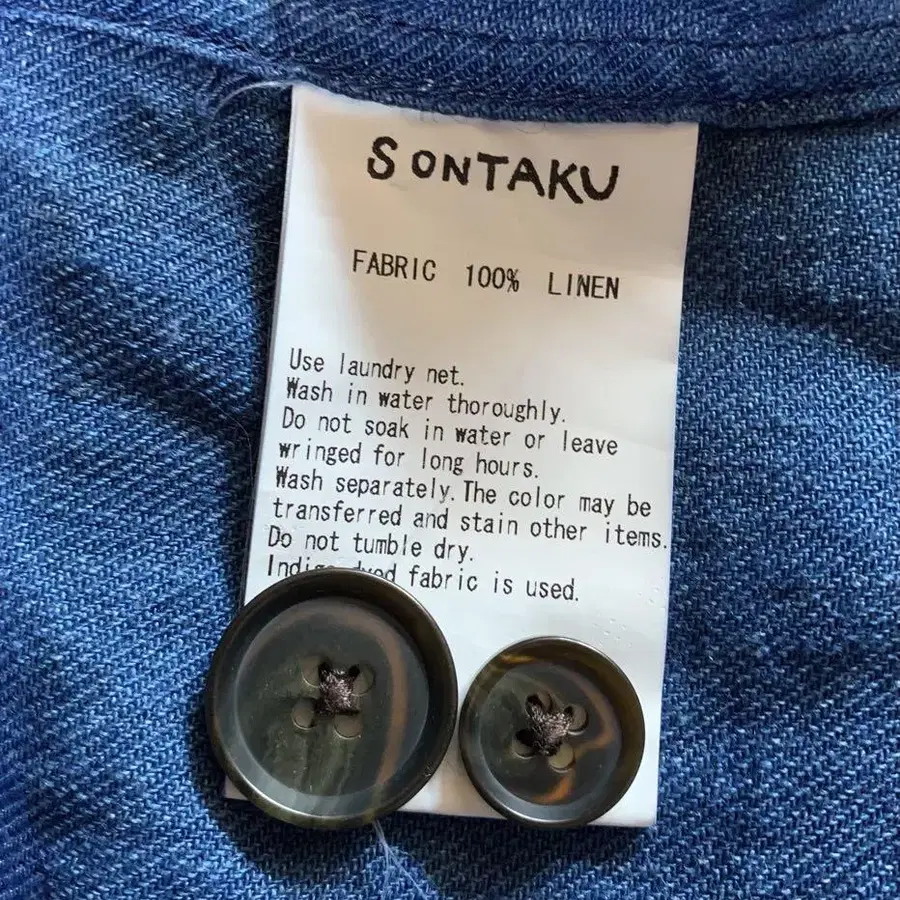 SONTAKU
FABRIC 100% LINEN
Use laundry net.
Wash in water thoroughly.
Do not soak in water or leave
wringed for long hours.
Wash separately. The color may be
transferred and stain other items.
Do not tumble dry.
Indigo dyed fabric is used.